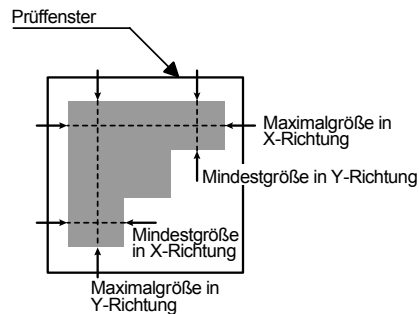 Prüffenster
Maximalgröße in
X-Richtung
Mindestgröße in Y-Richtung
Mindestgröße
in X-Richtung
Maximalgröße in
Y-Richtung